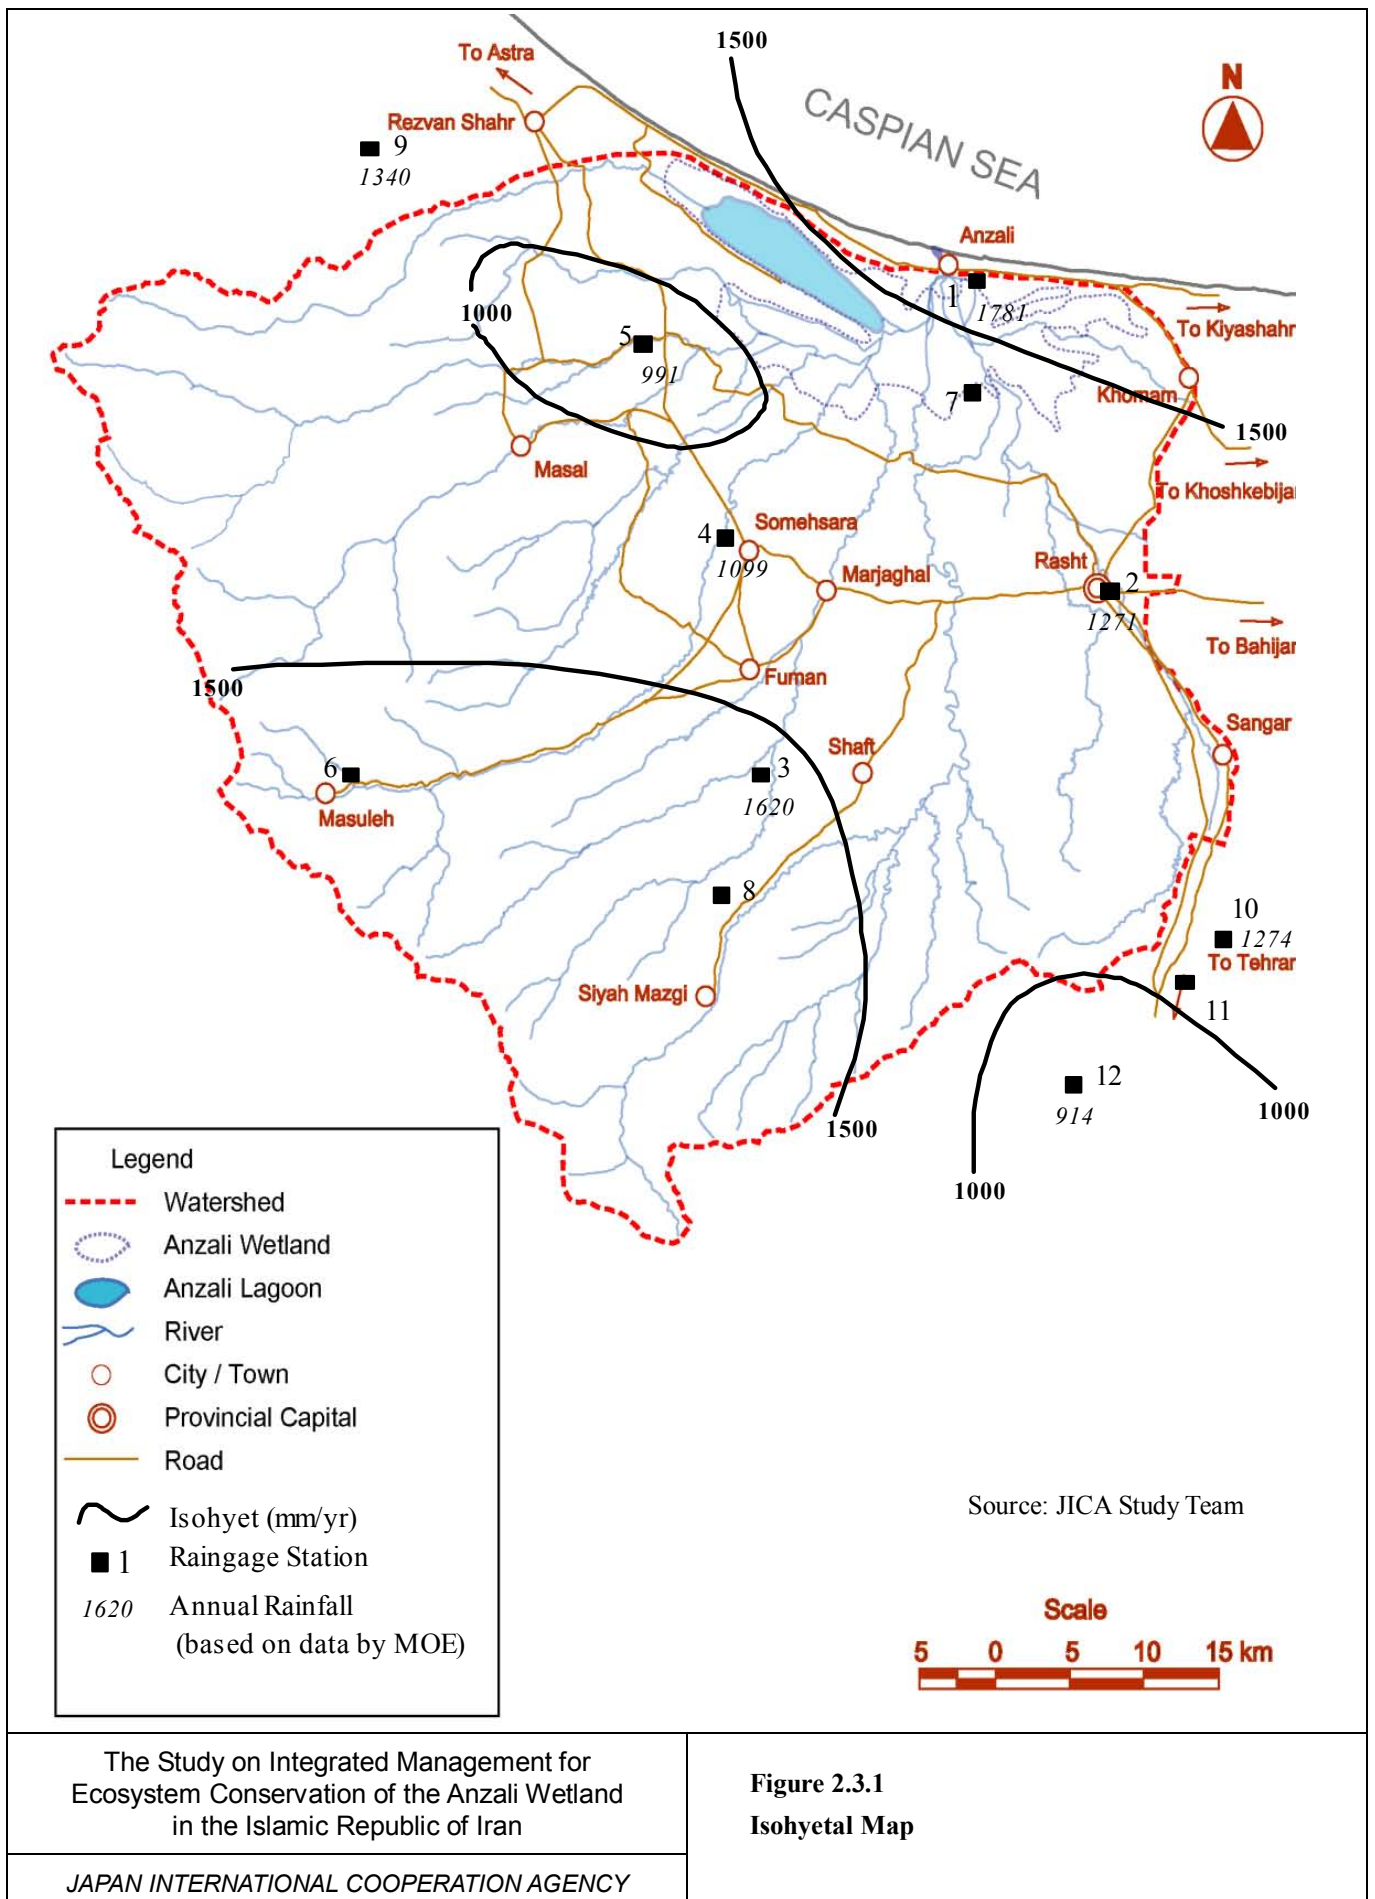 1500
To Astra
N
CASPIAN SEA
Rezvan Shahr
9
1340
Anzali
1
1781
1000
To Kiyashahr
5
991
7
Khomam
1500
Masal
To Khoshkebijar
Somehsara
4
1099
Marjaghal
Rasht
2
1271
To Bahijar
Fuman
1500
Sangar
Shaft
6
3
Masuleh
1620
8
10
1274
To Tehran
Siyah Mazgi
11
12
914
1000
1500
1000
Legend
Watershed
Anzali Wetland
Anzali Lagoon
River
City / Town
Provincial Capital
Road
Isohyet (mm/yr)
1 Raingage Station
1620 Annual Rainfall
(based on data by MOE)
Source: JICA Study Team
Scale
5 0 5 10 15 km
The Study on Integrated Management for
Ecosystem Conservation of the Anzali Wetland
in the Islamic Republic of Iran
JAPAN INTERNATIONAL COOPERATION AGENCY
Figure 2.3.1
Isohyetal Map